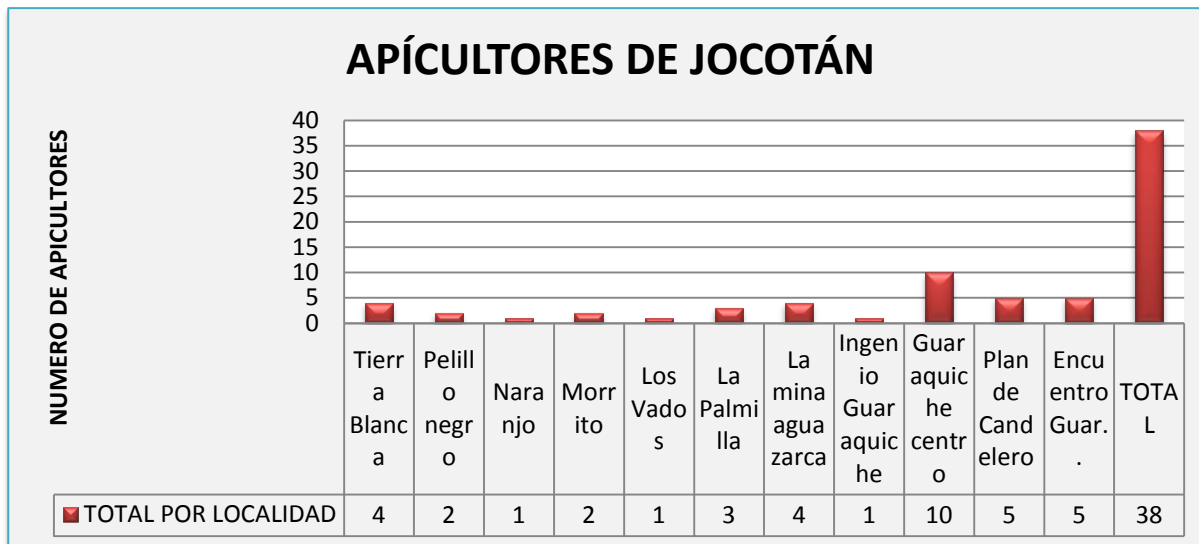 APÍCULTORES DE JOCOTÁN
NUMERO DE APICULTORES
40
35
30
25
20
15
10
5
0
Tierr
a
Blanc
a
Pelill
o
negr
o
Nara
njo
Morr
ito
Los
Vado
s
La
Palmi
lla
La
mina
agua
zarca
Ingen
io
Guar
aquic
he
Guar
aquic
he
centr
o
Plan
de
Cand
elero
Encu
entro
Guar.
.
TOTA
L
TOTAL POR LOCALIDAD 4 2 1 2 1 3 4 1 10 5 5 38